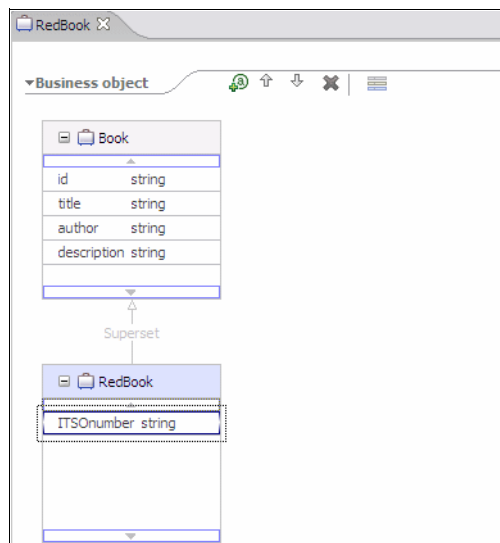 RedBook
Business object
Book
id string
title string
author string
description string
Superset
RedBook
ITSOnumber string